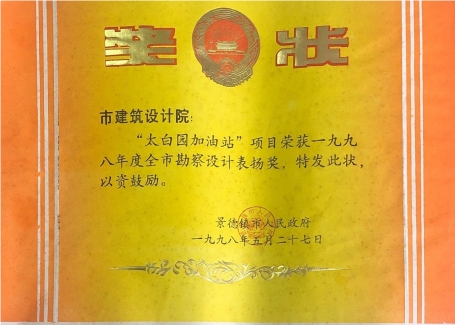 奖状
市建筑设计院：
“太白园加油站”项目荣获一九九
八年度全市勘察设计表扬奖，特发此状，
以资鼓励。
景德镇市人民政府
一九九八年五月二十七日